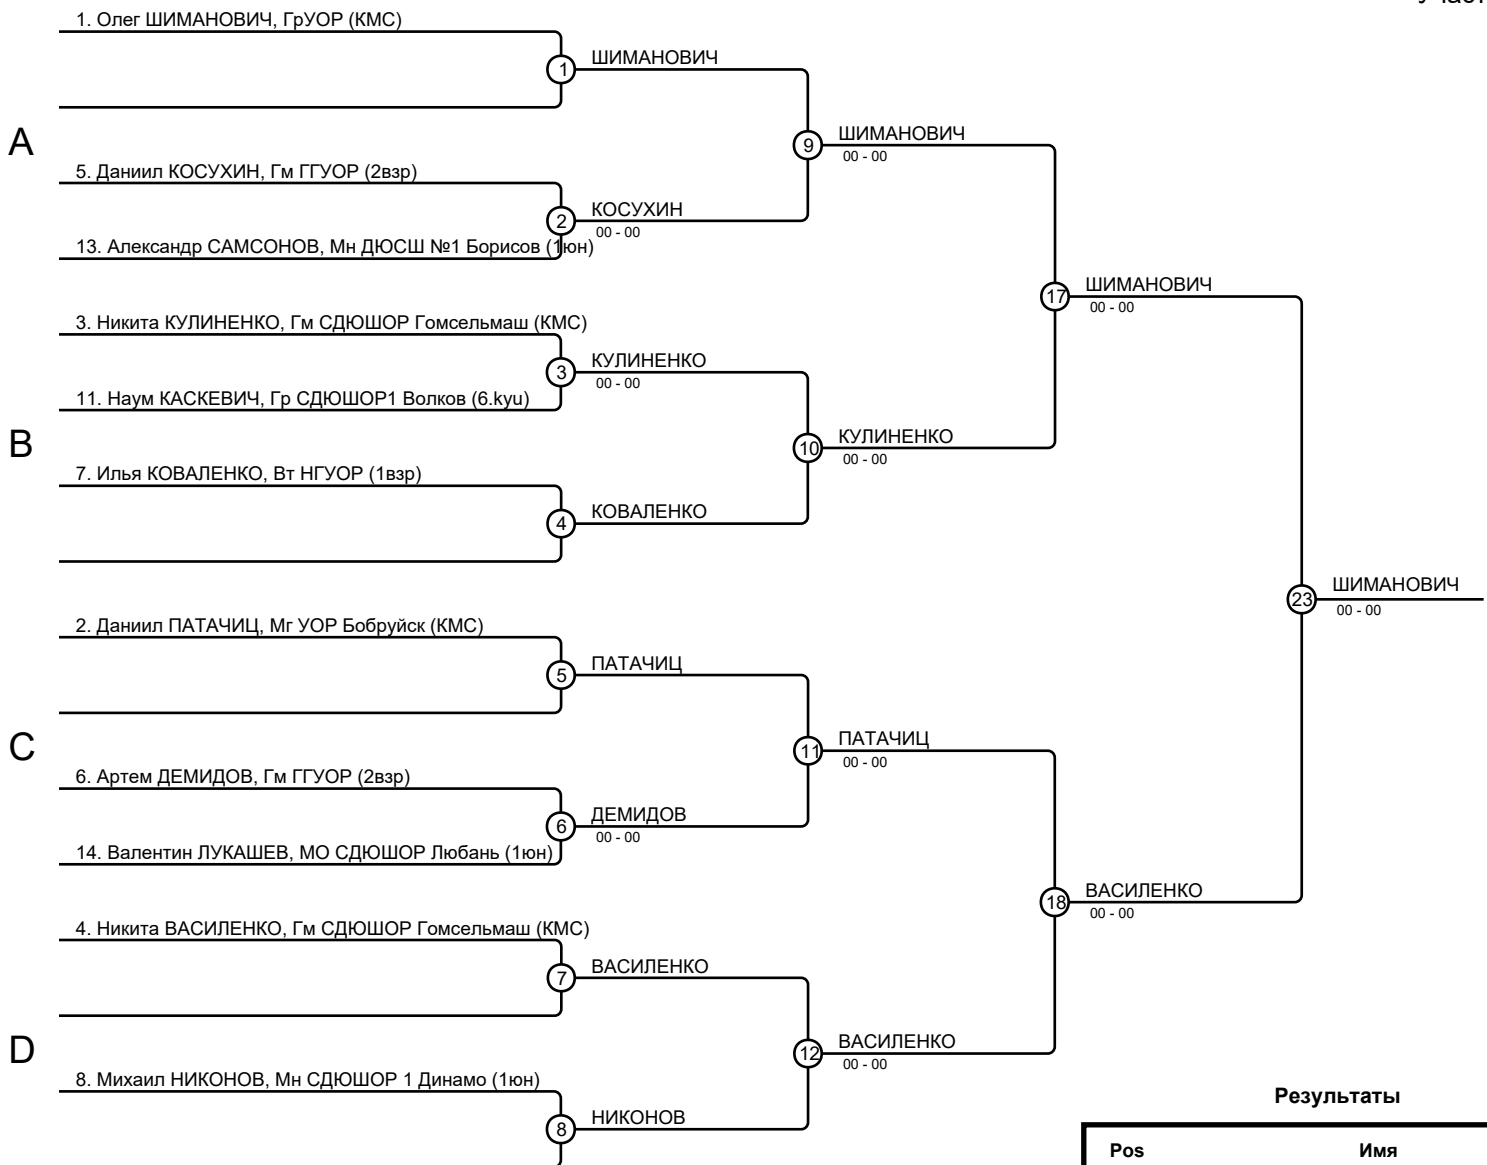 1. Олег ШИМАНОВИЧ, ГрУОР (КМС)
1
ШИМАНОВИЧ
A
9
ШИМАНОВИЧ
00 - 00
5. Даниил КОСУХИН, Гм ГГУОР (2взр)
2
КОСУХИН
00 - 00
13. Александр САМСОНОВ, Мн ДЮСШ №1 Борисов (1юн)
17
ШИМАНОВИЧ
00 - 00
3. Никита КУЛИНЕНКО, Гм СДЮШОР Гомсельмаш (КМС)
3
КУЛИНЕНКО
00 - 00
11. Наум КАСКЕВИЧ, Гр СДЮШОР1 Волков (6.kyu)
B
10
КУЛИНЕНКО
00 - 00
7. Илья КОВАЛЕНКО, Вт НГУОР (1взр)
4
КОВАЛЕНКО
23
ШИМАНОВИЧ
00 - 00
2. Даниил ПАТАЧИЦ, Мг УОР Бобруйск (КМС)
5
ПАТАЧИЦ
C
11
ПАТАЧИЦ
00 - 00
6. Артем ДЕМИДОВ, Гм ГГУОР (2взр)
6
ДЕМИДОВ
00 - 00
14. Валентин ЛУКАШЕВ, МО СДЮШОР Любань (1юн)
18
ВАСИЛЕНКО
00 - 00
4. Никита ВАСИЛЕНКО, Гм СДЮШОР Гомсельмаш (КМС)
7
ВАСИЛЕНКО
D
12
ВАСИЛЕНКО
00 - 00
8. Михаил НИКОНОВ, Мн СДЮШОР 1 Динамо (1юн)
8
НИКОНОВ
Результаты
Pos Имя